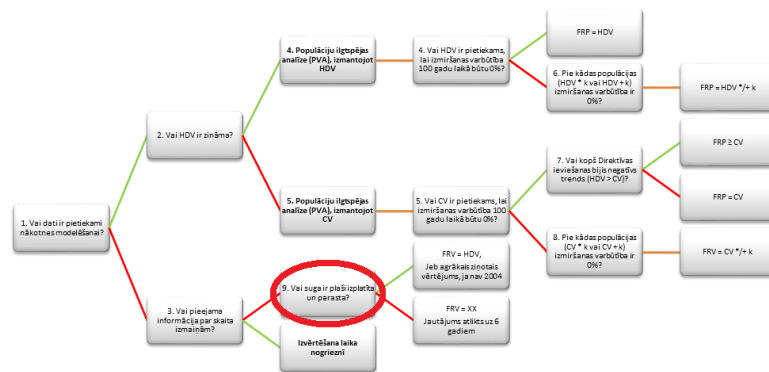 1. Vai dati ir pietiekami
nākotnes modelēšanai?
2. Vai HDV ir zināma?
3. Vai pieejama
informācija par skaita
izmaiņām?
4. Populāciju ilgtspējas
analīze (PVA), izmantojot
HDV
5. Populāciju ilgtspējas
analīze (PVA), izmantojot
CV
9. Vai suga ir plaši izplatīta
un parasta?
Izvērtēšana laika
nogrieznī
4. Vai HDV ir pietiekams,
lai izmiršanas varbūtība
100 gadu laikā būtu 0%?
5. Vai CV ir pietiekams, lai
izmiršanas varbūtība 100
gadu laikā būtu 0%?
FRV = HDV,
Jeb agrākais ziņotais
vērtējums, ja nav 2004
FRV = XX
Jautājums atlikts uz 6
gadiem
FRP = HDV
6. Pie kādas populācijas
(HDV * k vai HDV + k)
izmiršanas varbūtība ir
0%?
7. Vai kopš Direktīvas
ieviešanas bijis negatīvs
trends (HDV > CV)?
8. Pie kādas populācijas
(CV * k vai CV + k)
izmiršanas varbūtība ir
0%?
FRP = HDV */+ k
FRP ≥ CV
FRP = CV
FRV = CV */+ k